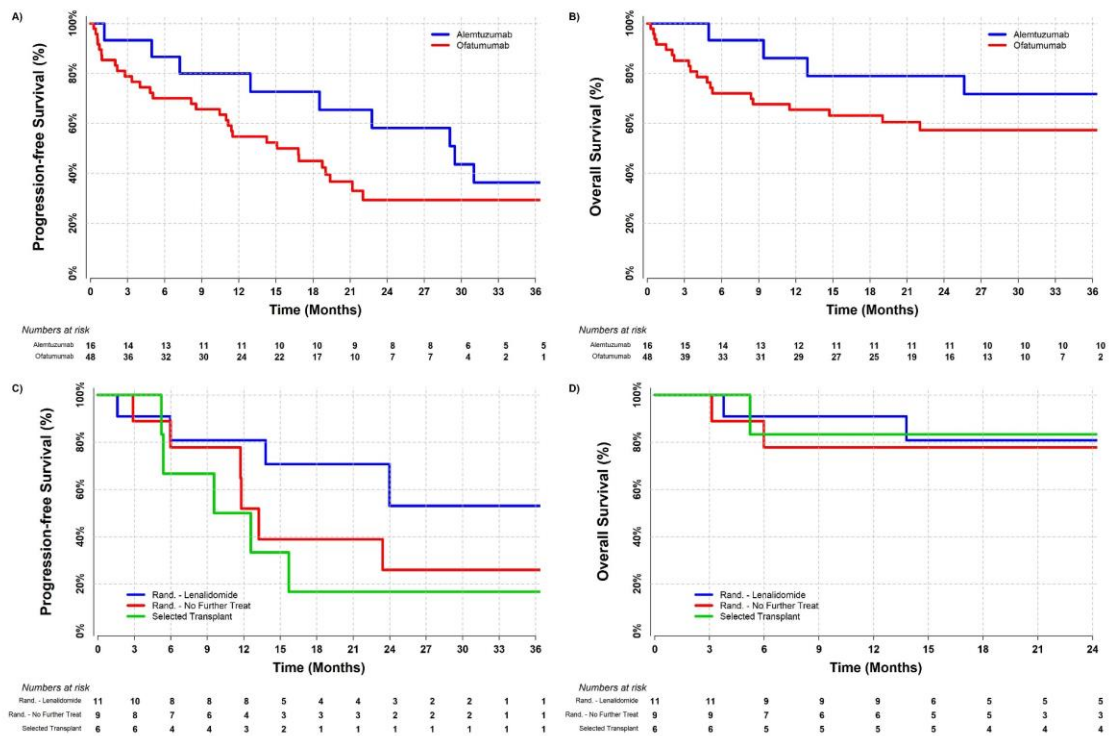 A)
Progression-free Survival (%)
100%
80%
60%
40%
20%
0%
Alemtuzumab
Ofatumumab
0 3 6 9 12 15 18 21 24 27 30 33 36
Time (Months)
Numbers at risk
Alemtuzumab 16 14 13 11 11 10 10 9 8 8 6 5 5
Ofatumumab 48 36 32 30 24 22 17 10 7 7 4 2 1
B)
Overall Survival (%)
100%
80%
60%
40%
20%
0%
Alemtuzumab
Ofatumumab
0 3 6 9 12 15 18 21 24 27 30 33 36
Time (Months)
Numbers at risk
Alemtuzumab 16 15 14 13 12 11 11 11 11 10 10 10 10
Ofatumumab 48 39 33 31 29 27 25 19 16 13 10 7 2
C)
Progression-free Survival (%)
100%
80%
60%
40%
20%
0%
Rand. - Lenalidomide
Rand. - No Further Treat
Selected Transplant
0 3 6 9 12 15 18 21 24 27 30 33 36
Time (Months)
Numbers at risk
Rand. - Lenalidomide 11 10 8 8 8 5 4 4 3 2 2 1 1
Rand. - No Further Treat 9 8 7 6 4 3 3 3 2 2 2 1 1
Selected Transplant 6 6 4 4 3 2 1 1 1 1 1 1 1
D)
Overall Survival (%)
100%
80%
60%
40%
20%
0%
Rand. - Lenalidomide
Rand. - No Further Treat
Selected Transplant
0 3 6 9 12 15 18 21 24
Time (Months)
Numbers at risk
Rand. - Lenalidomide 11 11 9 9 9 6 5 5 5
Rand. - No Further Treat 9 9 7 6 6 5 5 3 3
Selected Transplant 6 6 5 5 5 5 4 4 4